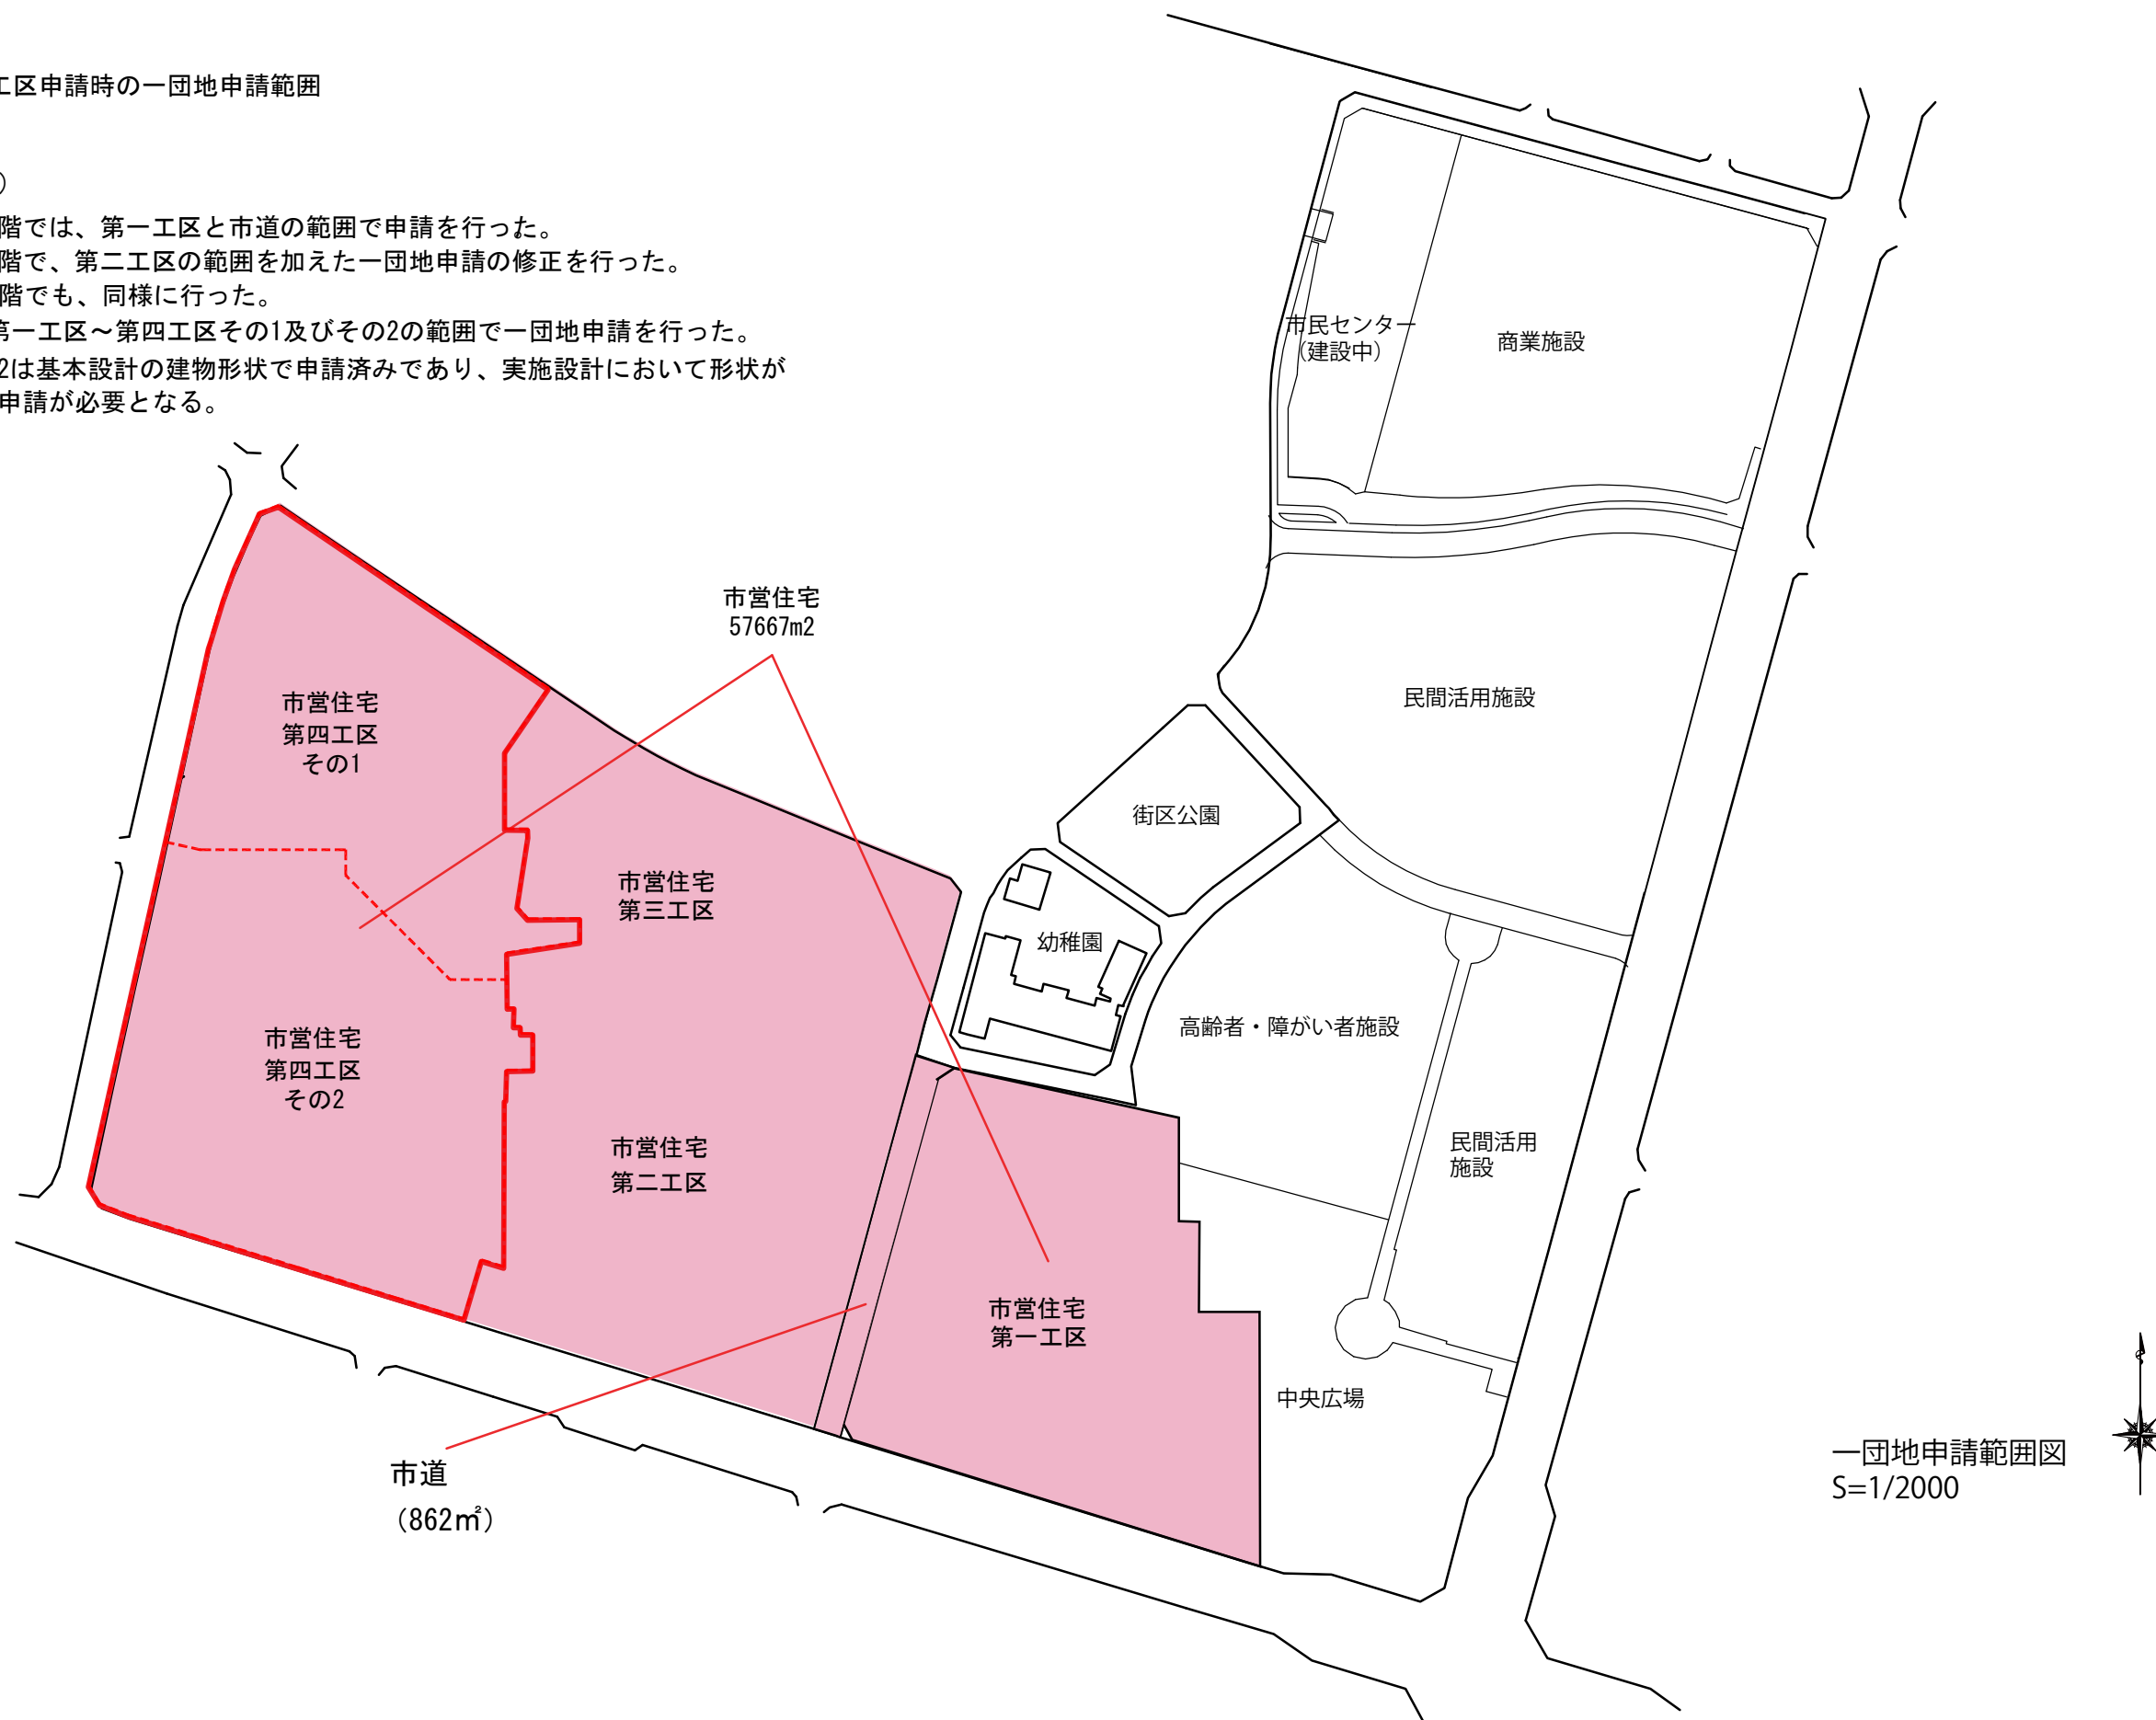 工区申請時の一団地申請範囲
）
階では、第一工区と市道の範囲で申請を行った。
階で、第二工区の範囲を加えた一団地申請の修正を行った。
階でも、同様に行った。
第一工区～第四工区その1及びその2の範囲で一団地申請を行った。
2は基本設計の建物形状で申請済みであり、実施設計において形状が
申請が必要となる。
市民センター
（建設中）
商業施設
市営住宅
57667m2
民間活用施設
市営住宅
第四工区
その1
街区公園
市営住宅
第三工区
幼稚園
高齢者・障がい者施設
市営住宅
第四工区
その2
市営住宅
第二工区
民間活用
施設
市営住宅
第一工区
中央広場
市道
（862㎡）
一団地申請範囲図
S=1/2000